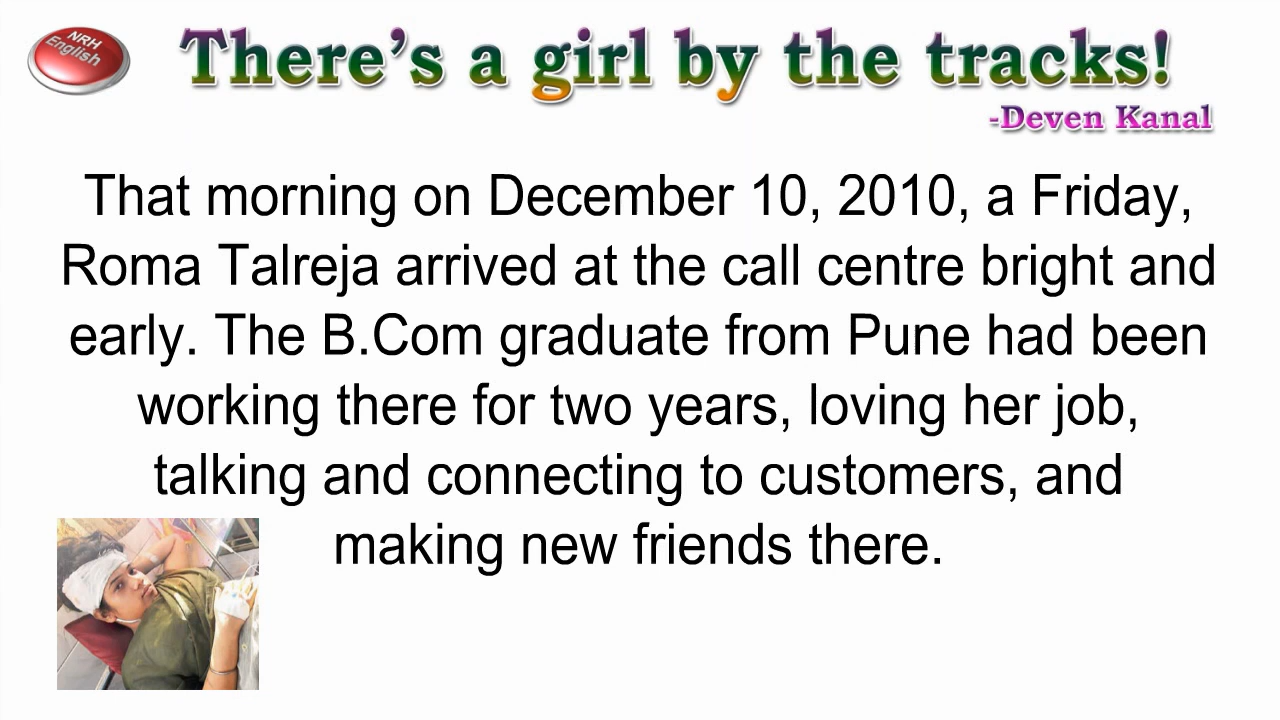 NRH
English
There's a girl by the tracks!
-Deven Kanal
That morning on December 10, 2010, a Friday,
Roma Talreja arrived at the call centre bright and
early. The B.Com graduate from Pune had been
working there for two years, loving her job,
talking and connecting to customers, and
making new friends there.